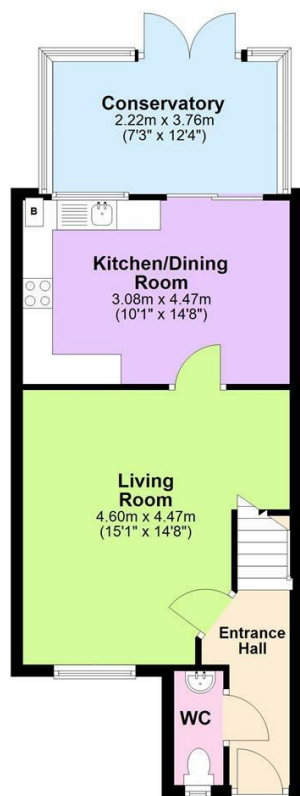 Conservatory
2.22m x 3.76m
(7'3" x 12'4")
B
Kitchen/Dining
Room
3.08m x 4.47m
(10'1" x 14'8")
Living
Room
4.60m x 4.47m
(15'1" x 14'8")
Entrance
Hall
WC